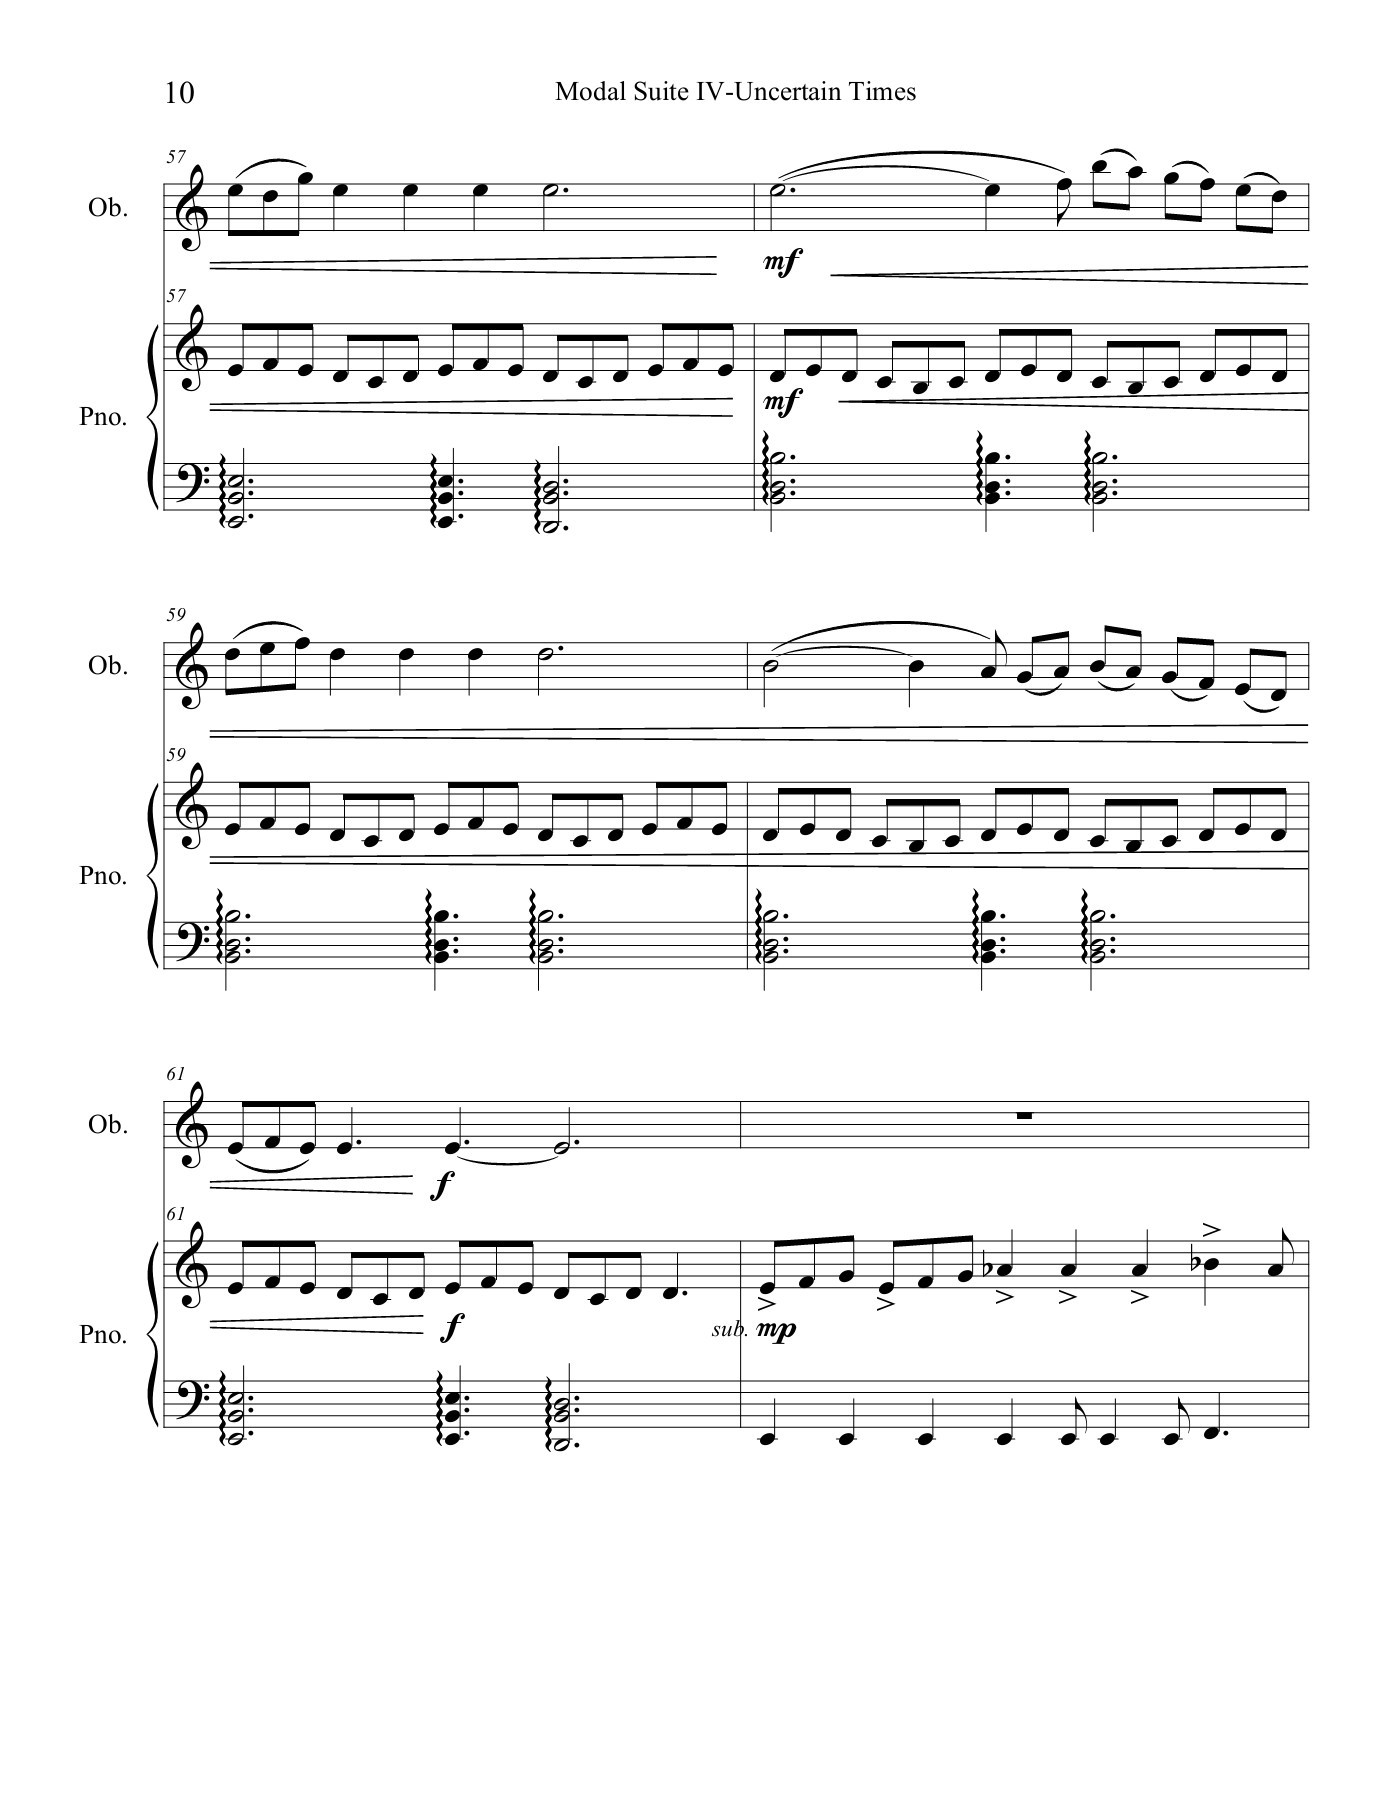 10
Modal Suite IV-Uncertain Times
57
Ob.
mf
57
Pno.
mf
59
Ob.
59
Pno.
61
Ob.
f
61
Pno.
f
sub. mp